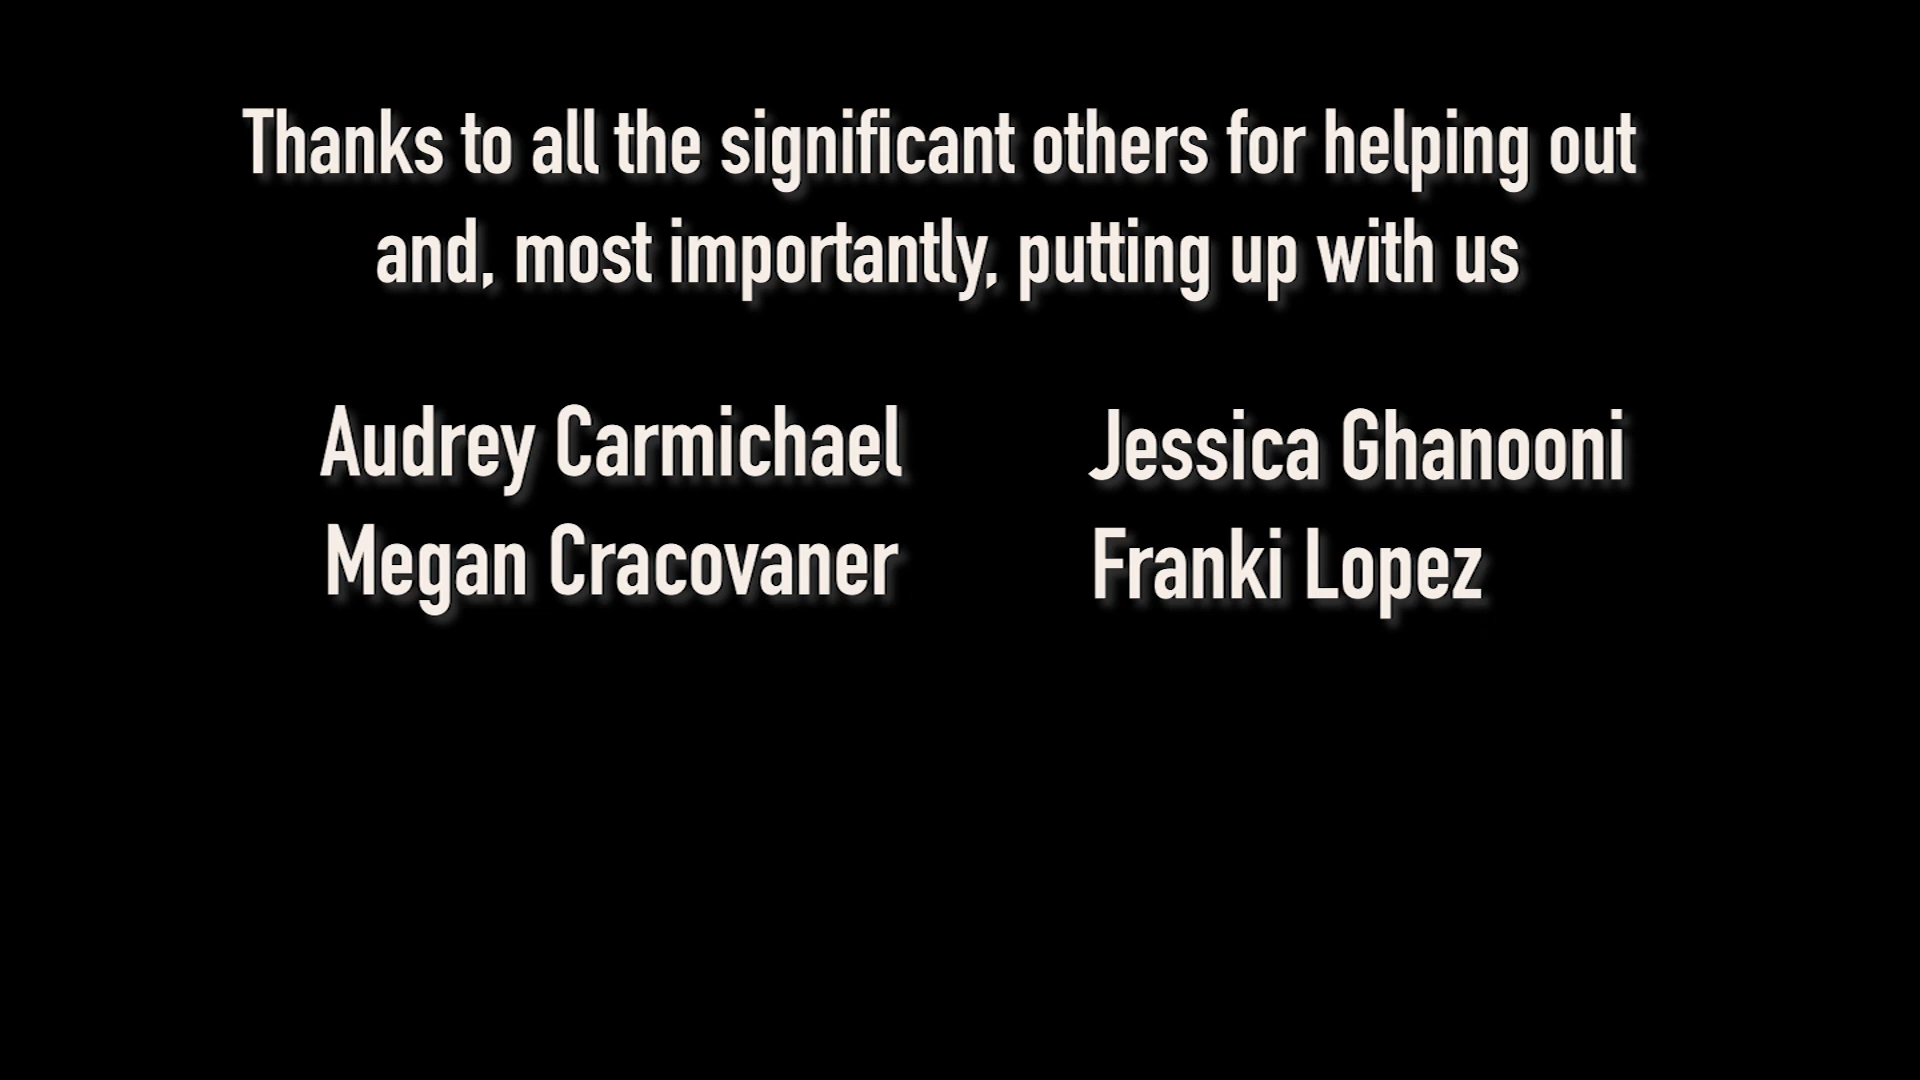 Thanks to all the significant others for helping out
and, most importantly, putting up with us
Audrey Carmichael
Megan Cracovaner
Jessica Ghanooni
Franki Lopez